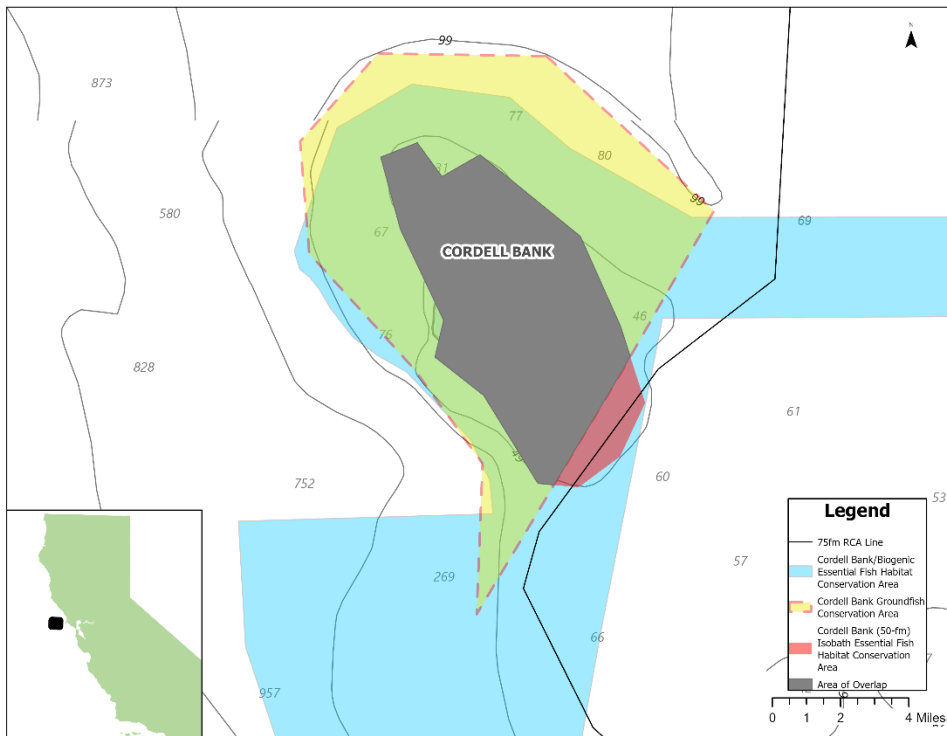 N
99
873
77
80
31
99
580
67
69
CORDELL BANK
46
76
828
61
49
752
60
53
269
57
66
957
Legend
75fm RCA Line
Cordell Bank/Biogenic
Essential Fish Habitat
Conservation Area
Cordell Bank Groundfish
Conservation Area
Cordell Bank (50-fm)
Isobath Essential Fish
Habitat Conservation
Area
Area of Overlap
0 1 2 4 Miles